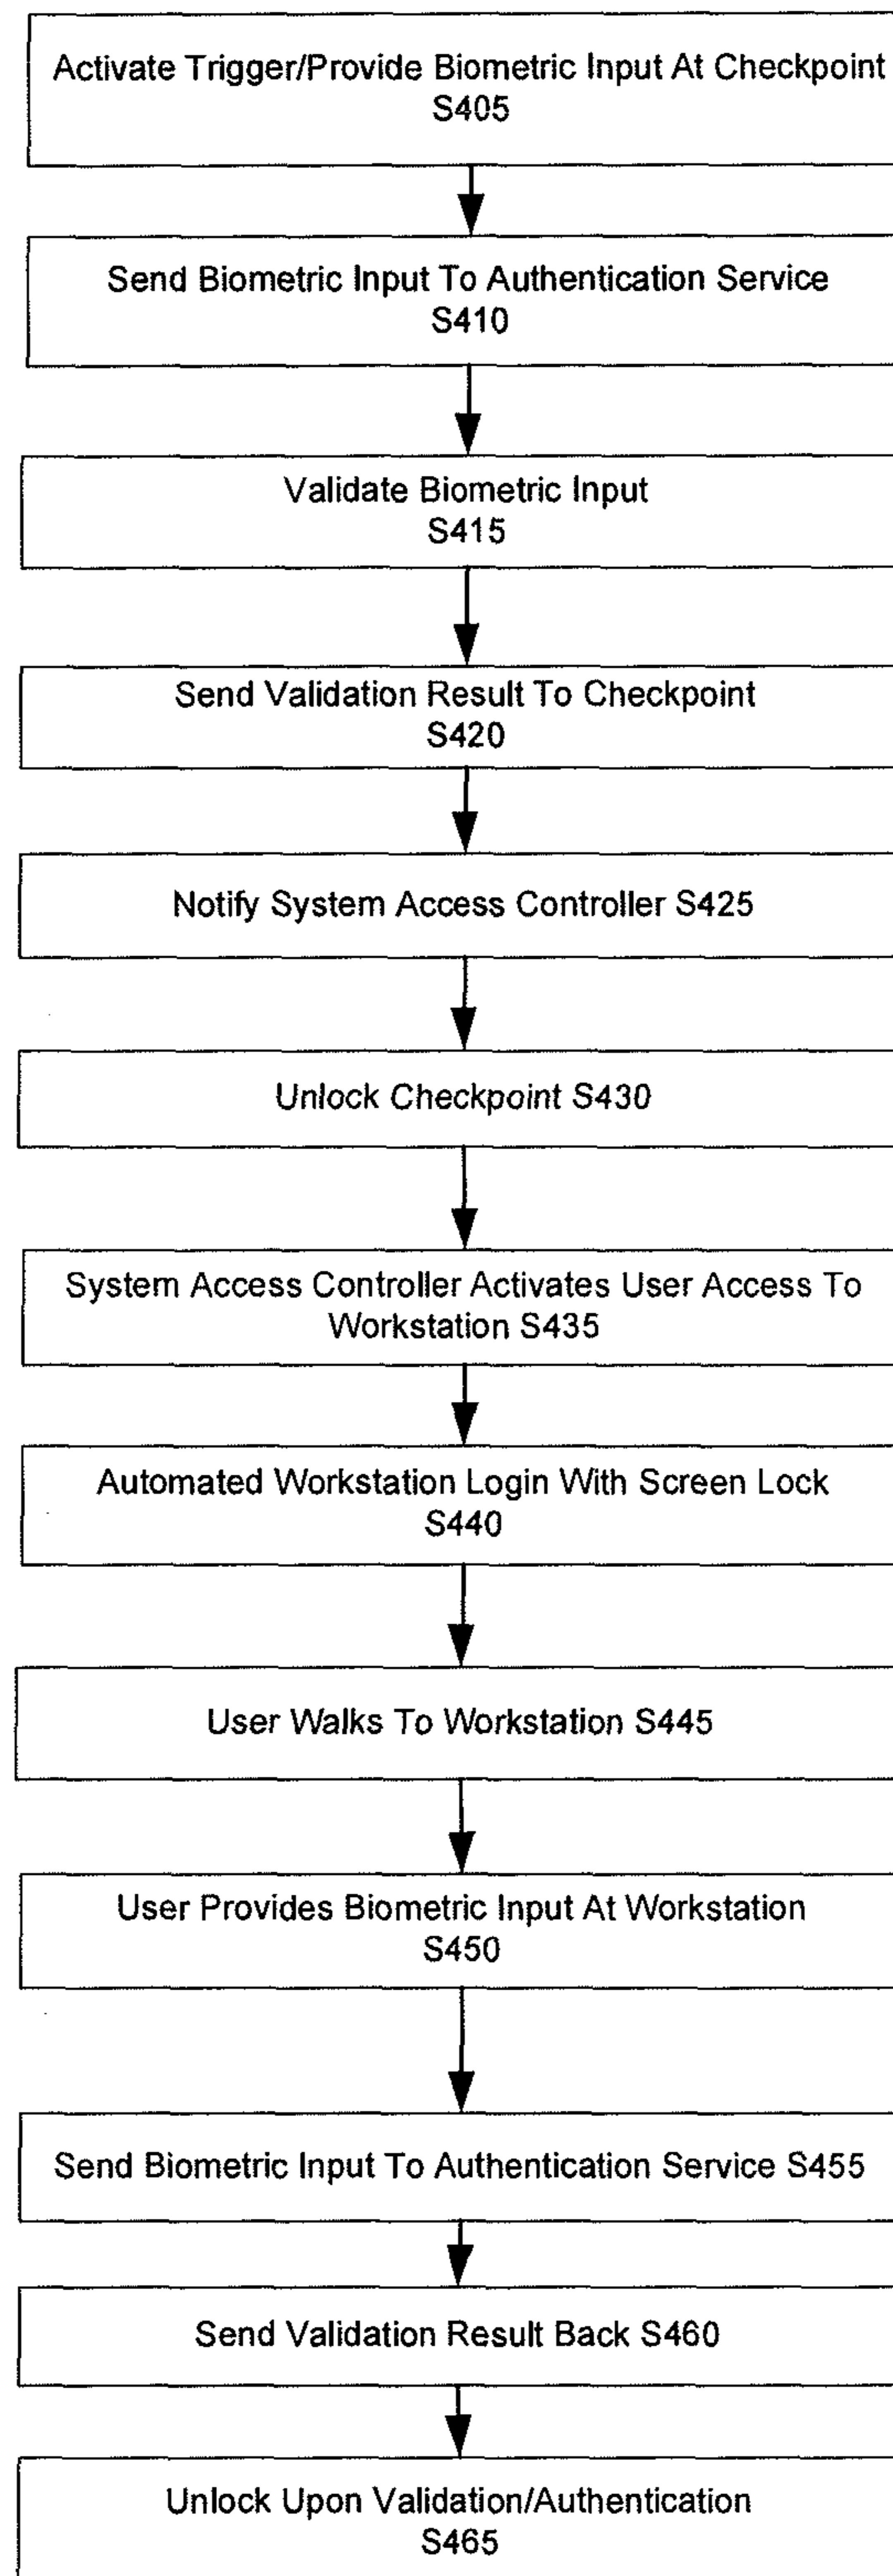 Activate Trigger/Provide Biometric Input At Checkpoint
S405
Send Biometric Input To Authentication Service
S410
Validate Biometric Input
S415
Send Validation Result To Checkpoint
S420
Notify System Access Controller S425
Unlock Checkpoint S430
System Access Controller Activates User Access To
Workstation S435
Automated Workstation Login With Screen Lock
S440
User Walks To Workstation S445
User Provides Biometric Input At Workstation
S450
Send Biometric Input To Authentication Service S455
Send Validation Result Back S460
Unlock Upon Validation/Authentication
S465